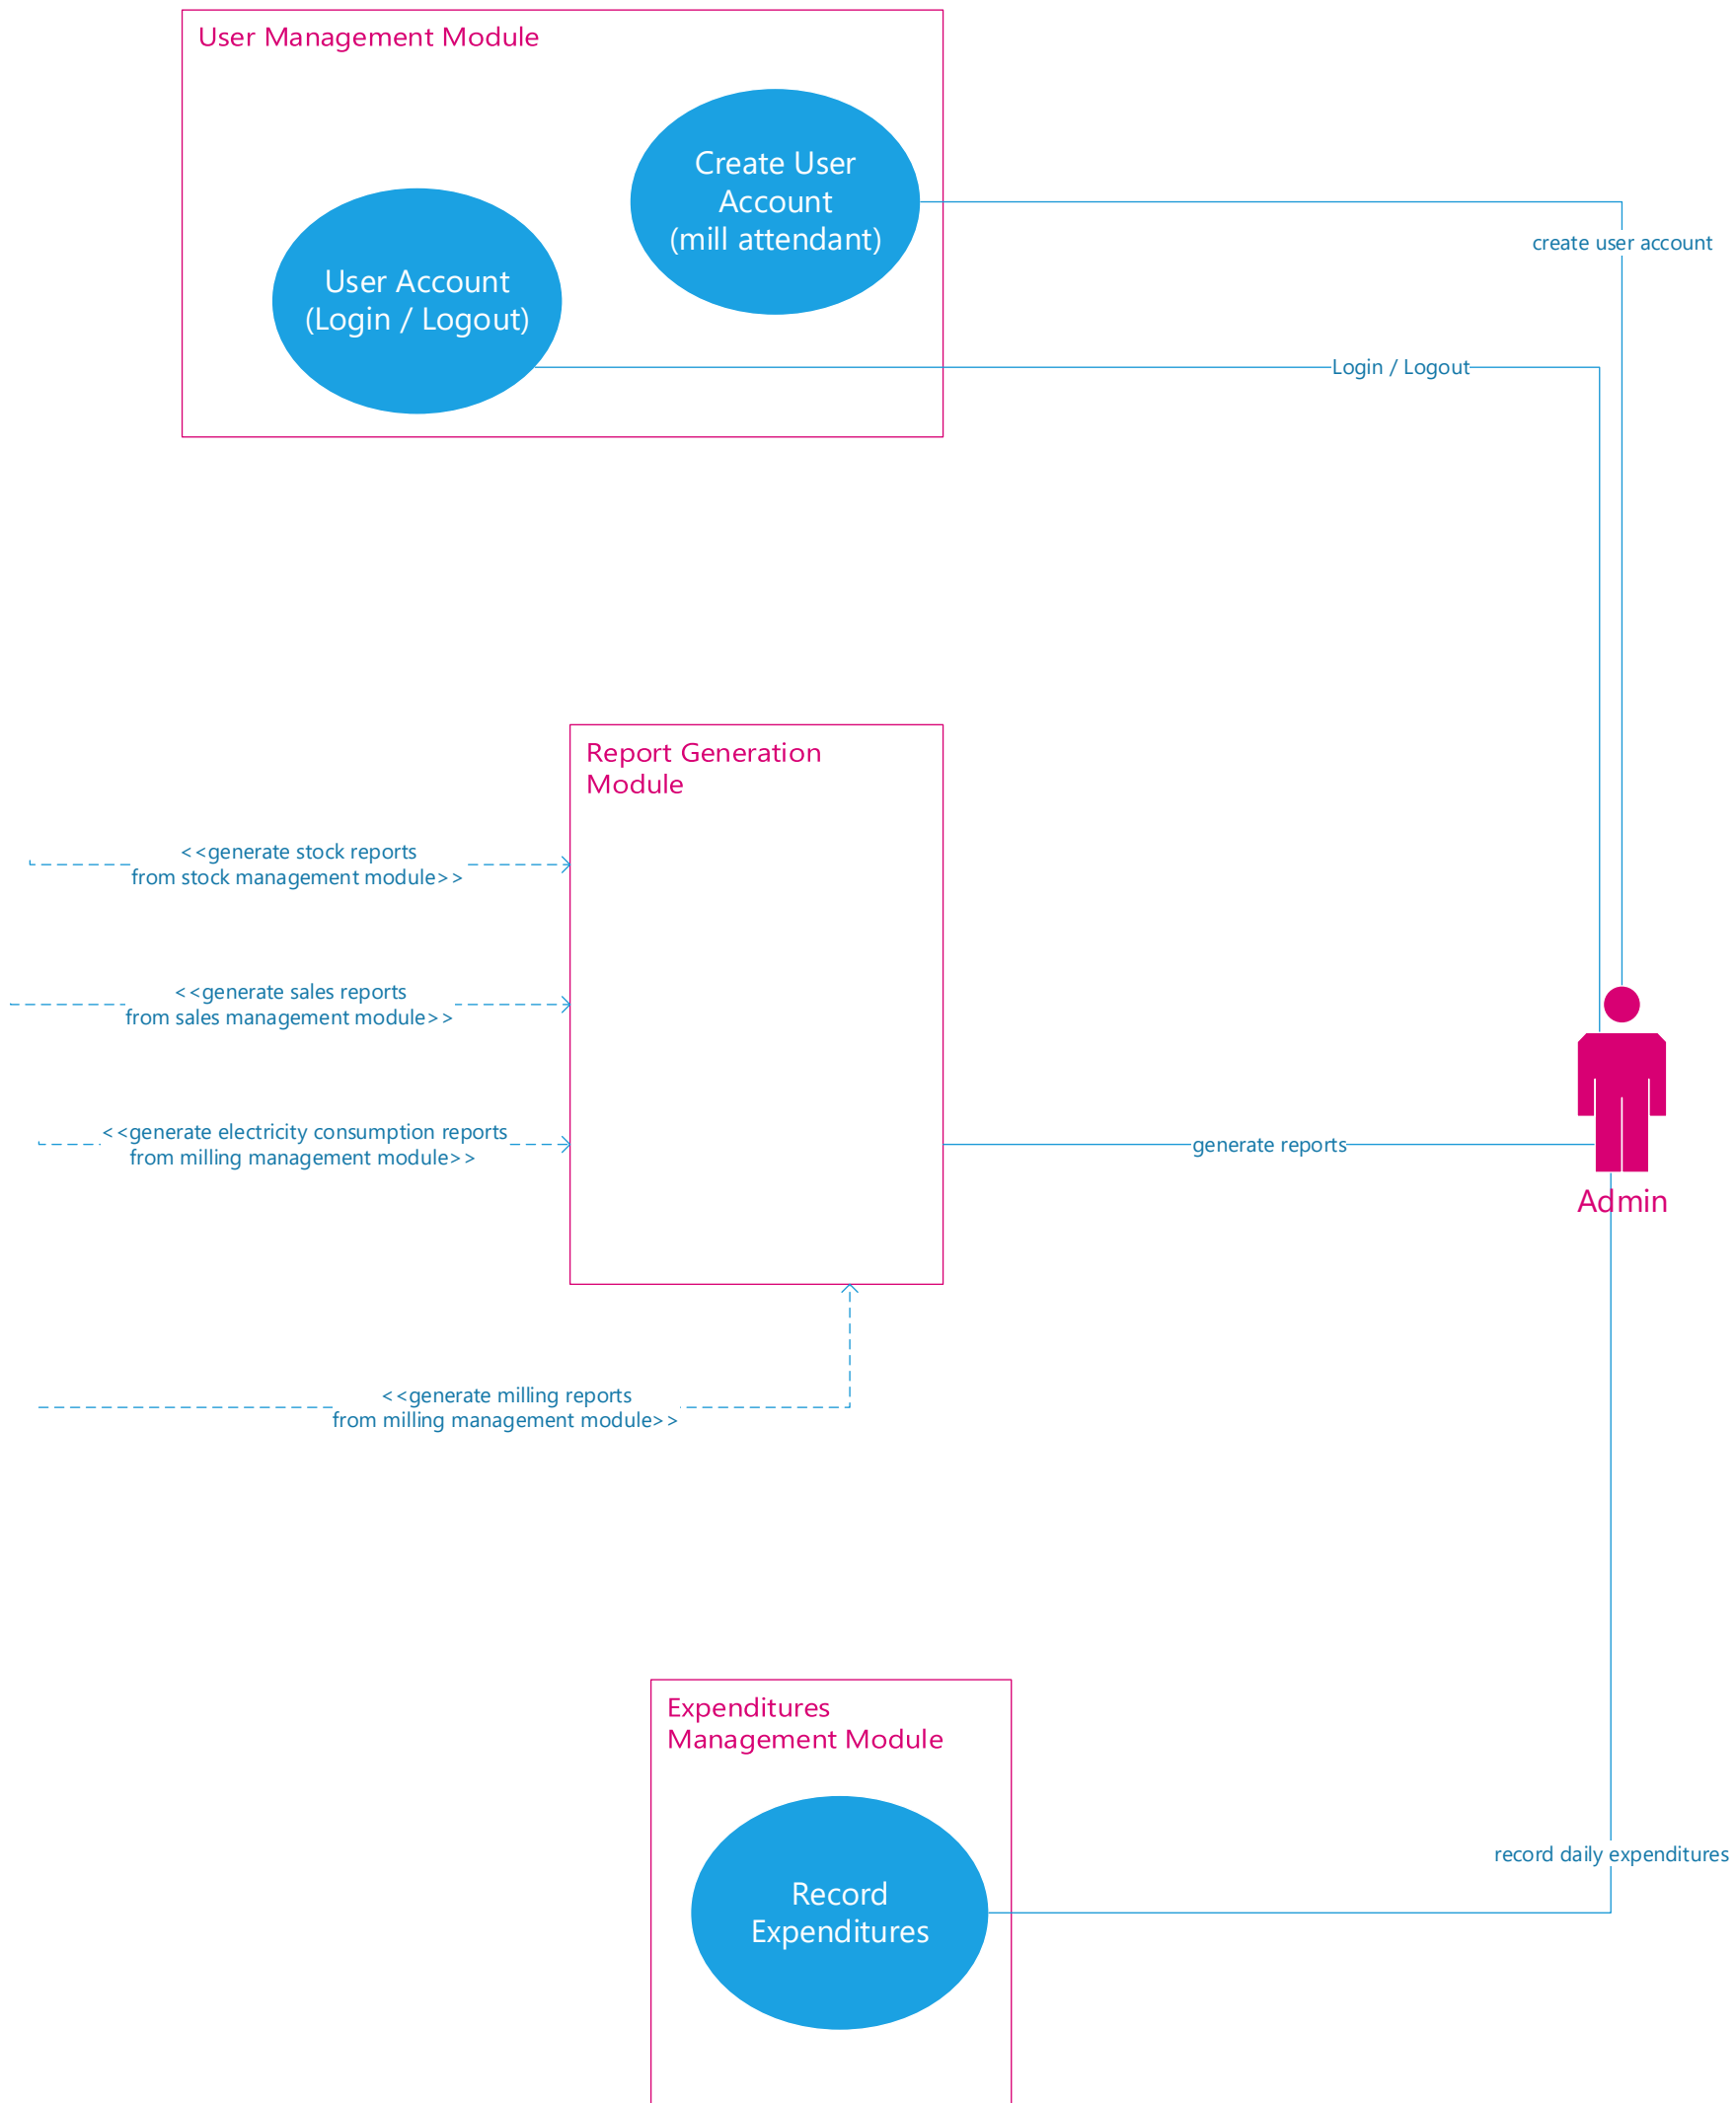 User Management Module
Create User
Account
(mill attendant)
User Account
(Login / Logout)
create user account
Login / Logout
Report Generation
Module
<<generate stock reports
from stock management module>>
<<generate sales reports
from sales management module>>
<<generate electricity consumption reports
from milling management module>>
generate reports
Admin
<<generate milling reports
from milling management module>>
Expenditures
Management Module
record daily expenditures
Record
Expenditures